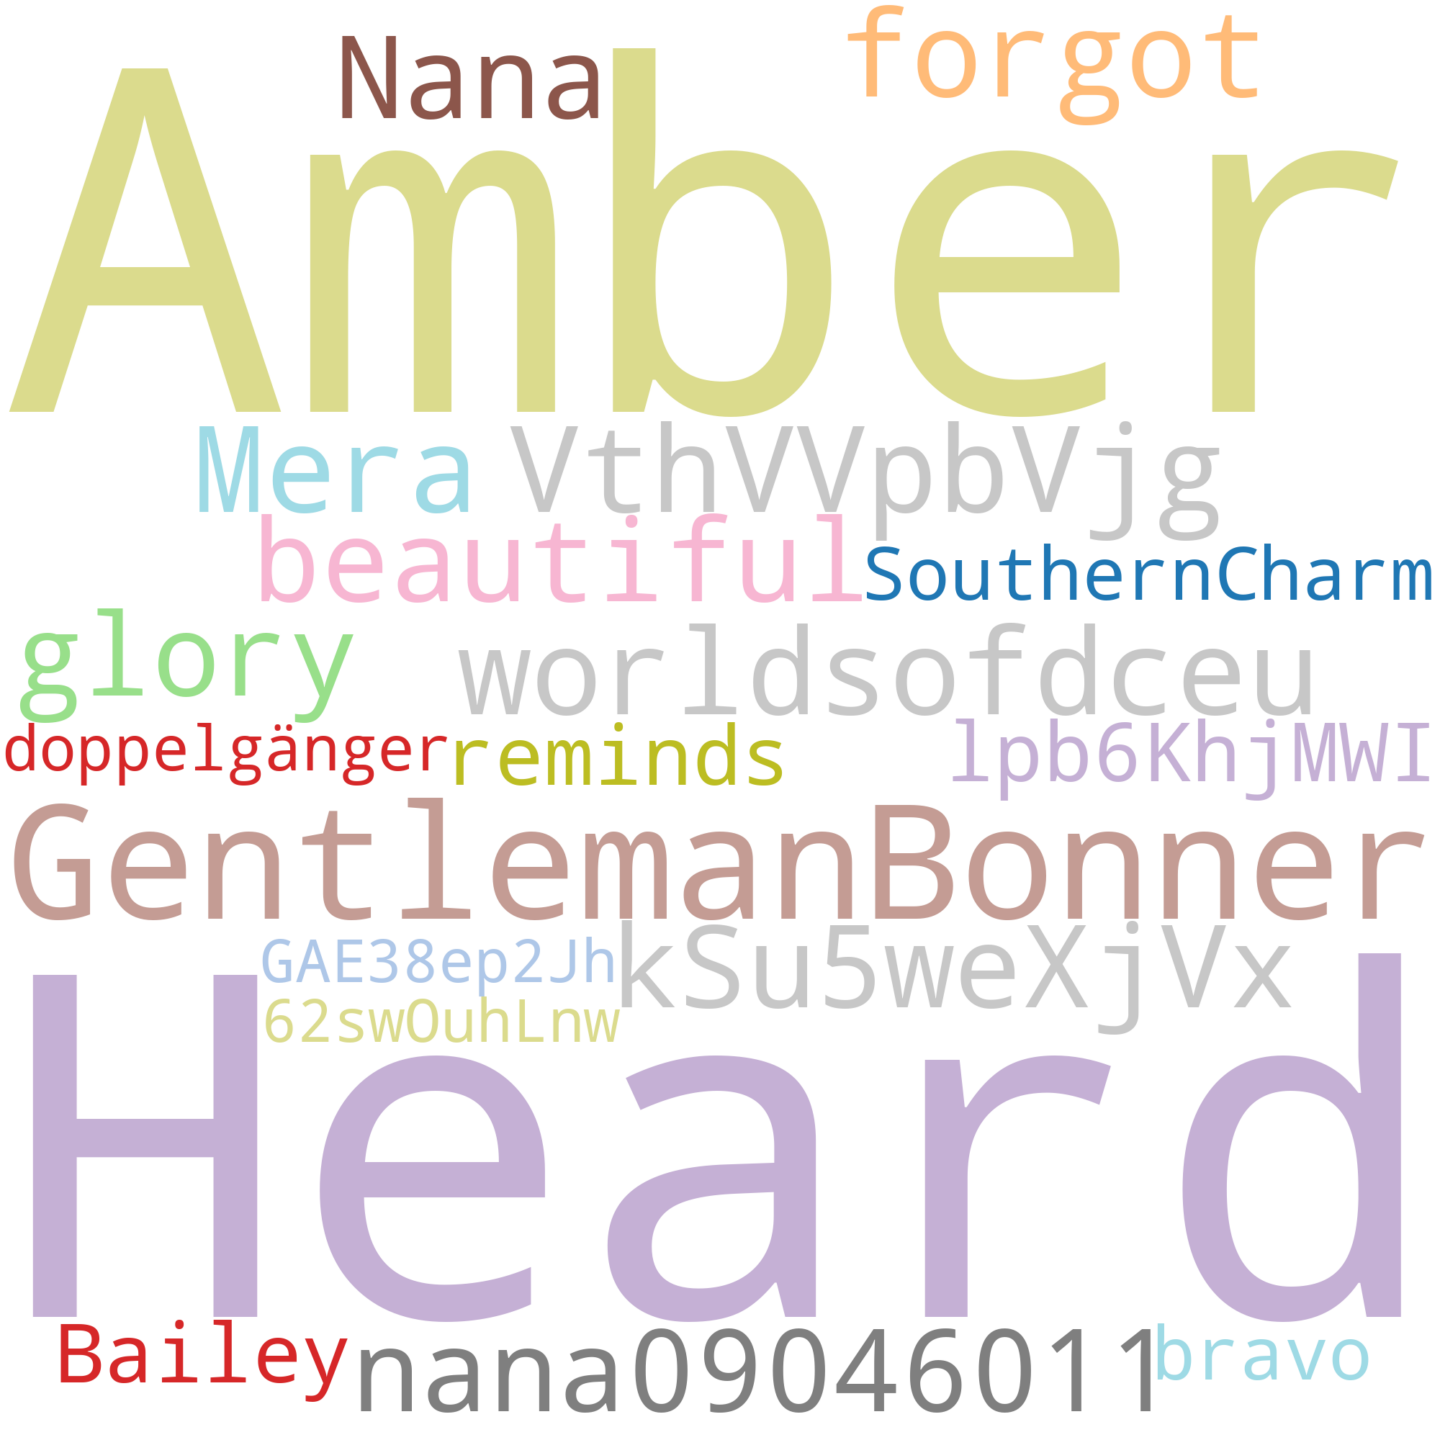 Nana forgot
Amber
Mera VthVVpbVjg
beautiful SouthernCharm
glory worldsofdceu
doppelgänger reminds lpb6KhjMWI
GentlemanBonner
GAE38ep2Jh kSu5weXjVx
62swOuhLnw
Heard
Bailey nana09046011 bravo